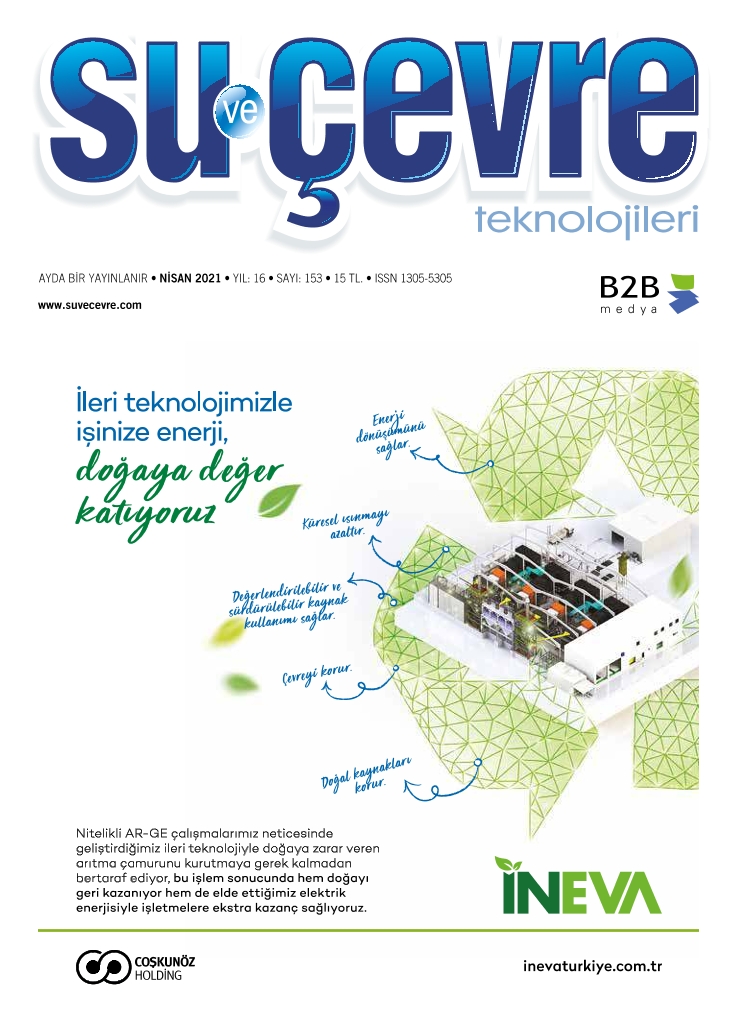 su ve çevre
teknolojileri
AYDA BİR YAYINLANIR • NİSAN 2021 • YIL: 16 • SAYI: 153 • 15 TL. • ISSN 1305-5305
www.suvecevre.com
B2B
medya
İleri teknolojimizle
işinize enerji,
doğaya değer
katıyoruz
Enerji
dönüşümünü
sağlar.
Küresel ısınmayı
azaltır.
Değerlendirilebilir ve
sürdürülebilir kaynak
kullanımı sağlar.
Çevreyi korur.
Doğal kaynakları
korur.
Nitelikli AR-GE çalışmalarımız neticesinde
geliştirdiğimiz ileri teknolojiyle doğaya zarar veren
arıtma çamurunu kurutmaya gerek kalmadan
bertaraf ediyor, bu işlem sonucunda hem doğayı
geri kazanıyor hem de elde ettiğimiz elektrik
enerjisiyle işletmelere ekstra kazanç sağlıyoruz.
İNEVA
COŞKUNÖZ
HOLDİNG
inevaturkiye.com.tr